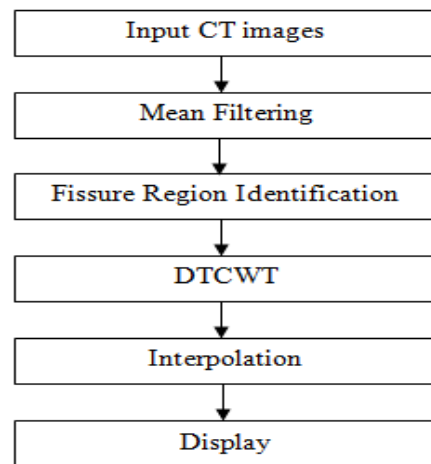 Input CT images
Mean Filtering
Fissure Region Identification
DTCWT
Interpolation
Display